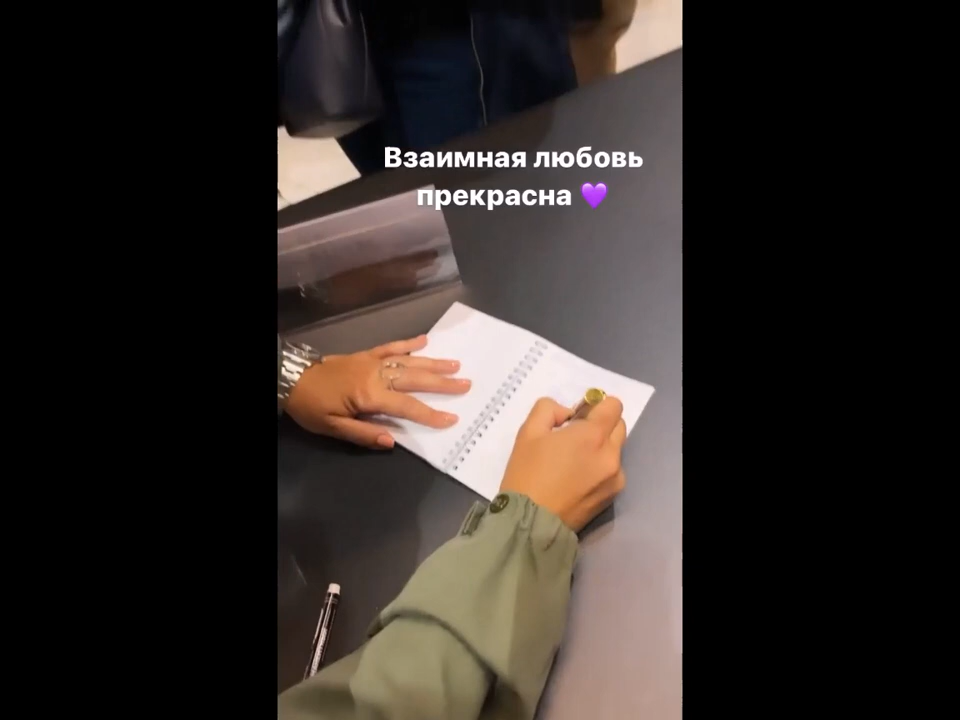 Взаимная любовь
прекрасна 💜